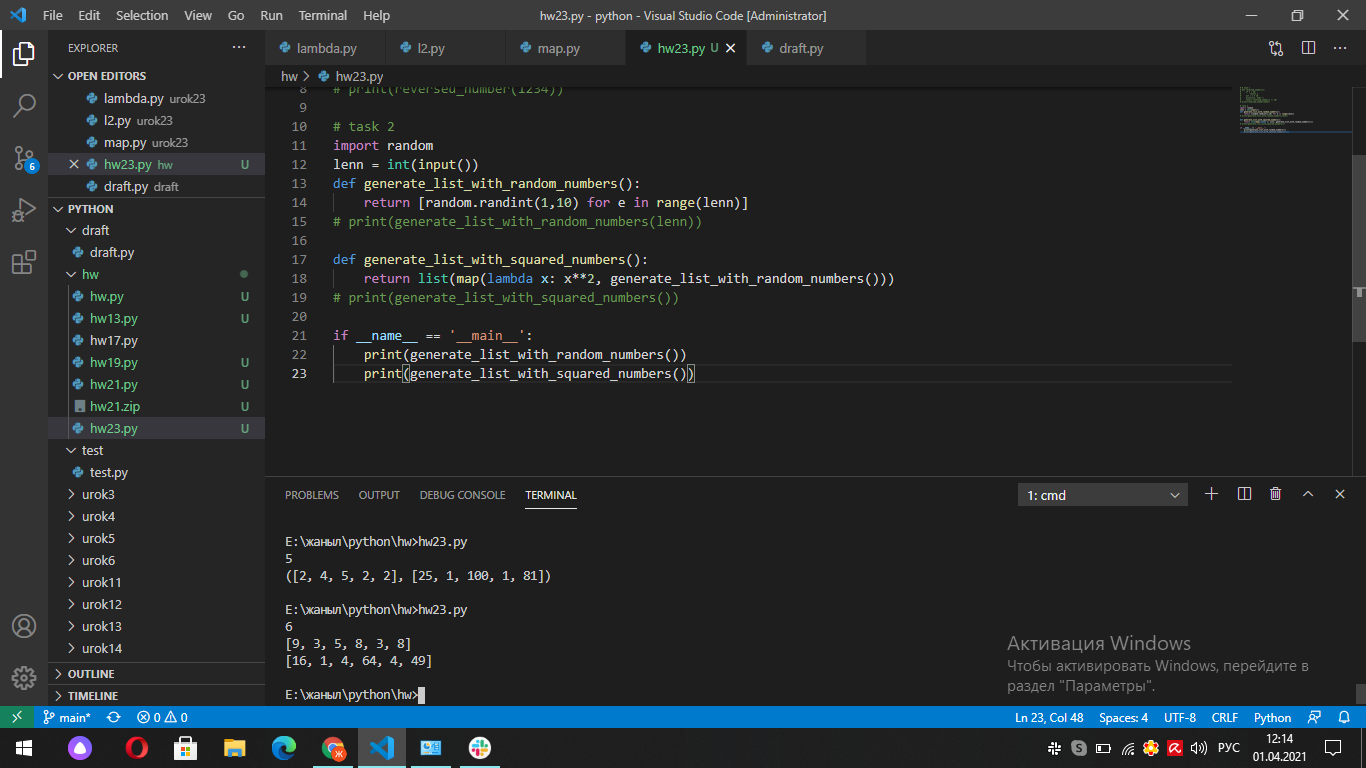 File Edit Selection View Go Run Terminal Help
hw23.py - python - Visual Studio Code [Administrator]
EXPLORER
OPEN EDITORS
lambda.py urok23
l2.py urok23
map.py urok23
hw23.py hw U
draft.py draft
PYTHON
draft
draft.py
hw
hw.py U
hw13.py U
hw17.py
hw19.py U
hw21.py U
hw21.zip U
hw23.py U
test
test.py
urok3
urok4
urok5
urok6
urok11
urok12
urok13
urok14
OUTLINE
TIMELINE
6
lambda.py l2.py map.py hw23.py U draft.py
hw > hw23.py
8 # print(reversed_number(1234))
9
10 # task 2
11 import random
12 lenn = int(input())
13 def generate_list_with_random_numbers():
14 return [random.randint(1,10) for e in range(lenn)]
15 # print(generate_list_with_random_numbers(lenn))
16
17 def generate_list_with_squared_numbers():
18 return list(map(lambda x: x**2, generate_list_with_random_numbers()))
19 # print(generate_list_with_squared_numbers())
20
21 if __name__ == '__main__':
22 print(generate_list_with_random_numbers())
23 print(generate_list_with_squared_numbers())
PROBLEMS OUTPUT DEBUG CONSOLE TERMINAL
1: cmd
E:\жаныл\python\hw>hw23.py
5
([2, 4, 5, 2, 2], [25, 1, 100, 1, 81])
E:\жаныл\python\hw>hw23.py
6
[9, 3, 5, 8, 3, 8]
[16, 1, 4, 64, 4, 49]
E:\жаныл\python\hw>
Активация Windows
Чтобы активировать Windows, перейдите в
раздел "Параметры".
main* 0 0
Ln 23, Col 48 Spaces: 4 UTF-8 CRLF Python
РУС
12:14
01.04.2021